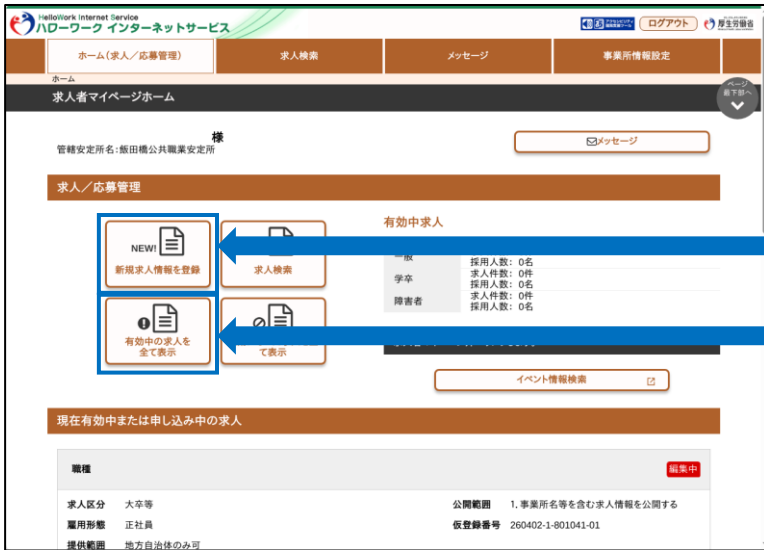 HelloWork Internet Service
ハローワーク インターネットサービス
ログアウト
厚生労働省
ホーム(求人／応募管理)
求人検索
メッセージ
事業所情報設定
ホーム
ページ
最下部へ
求人者マイページホーム
様
管轄安定所名:飯田橋公共職業安定所
メッセージ
求人／応募管理
有効中求人
NEW!
新規求人情報を登録
求人検索
一般
採用人数: 0名
学卒
求人件数: 0件
採用人数: 0名
障害者
求人件数: 0件
採用人数: 0名
有効中の求人を
全て表示
て表示
イベント情報検索
現在有効中または申し込み中の求人
職種
編集中
求人区分 大卒等
公開範囲 1.事業所名等を含む求人情報を公開する
雇用形態 正社員
仮登録番号 260402-1-801041-01
提供範囲 地方自治体のみ可